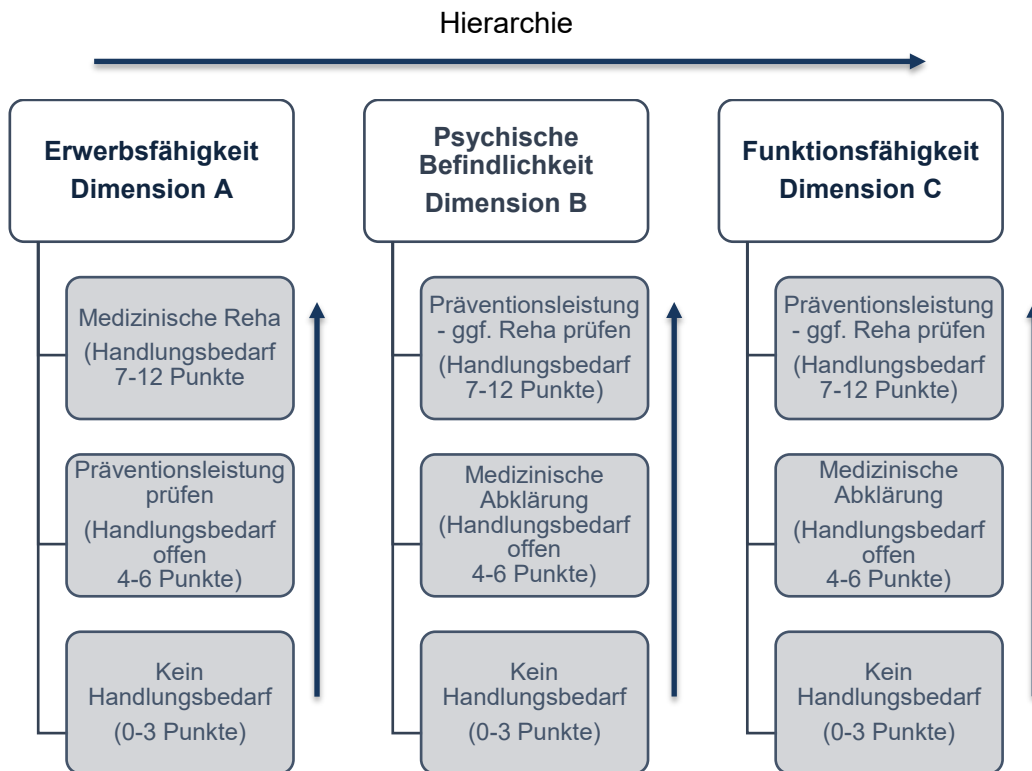 Hierarchie
Erwerbsfähigkeit
Dimension A
Medizinische Reha
(Handlungsbedarf
7-12 Punkte
Präventionsleistung
prüfen
(Handlungsbedarf
offen
4-6 Punkte)
Kein
Handlungsbedarf
(0-3 Punkte)
Psychische
Befindlichkeit
Dimension B
Präventionsleistung
- ggf. Reha prüfen
(Handlungsbedarf
7-12 Punkte)
Medizinische
Abklärung
(Handlungsbedarf
offen
4-6 Punkte)
Kein
Handlungsbedarf
(0-3 Punkte)
Funktionsfähigkeit
Dimension C
Präventionsleistung
- ggf. Reha prüfen
(Handlungsbedarf
7-12 Punkte)
Medizinische
Abklärung
(Handlungsbedarf
offen
4-6 Punkte)
Kein
Handlungsbedarf
(0-3 Punkte)